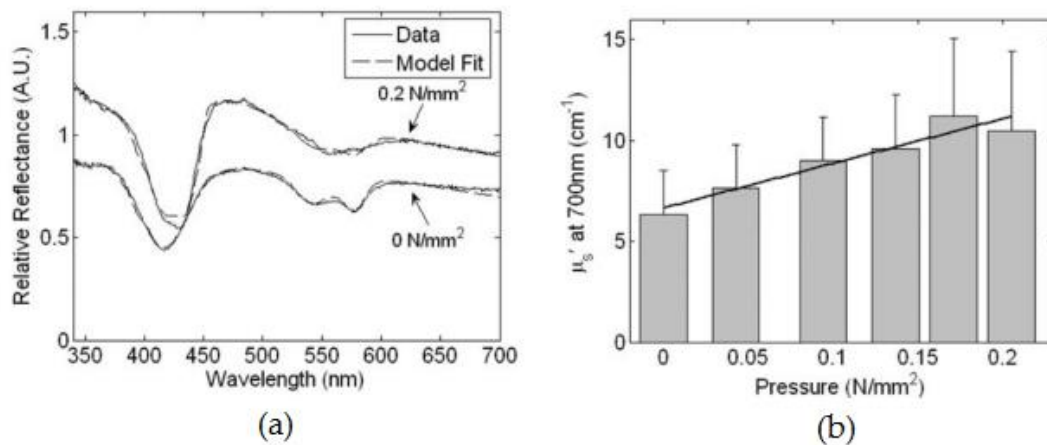 1.5
1
0.5
0
Relative Reflectance (A.U.)
Data
Model Fit
0.2 N/mm²
0 N/mm²
350 400 450 500 550 600 650 700
Wavelength (nm)
(a)
15
10
5
0
μs' at 700nm (cm-1)
0 0.05 0.1 0.15 0.2
Pressure (N/mm²)
(b)